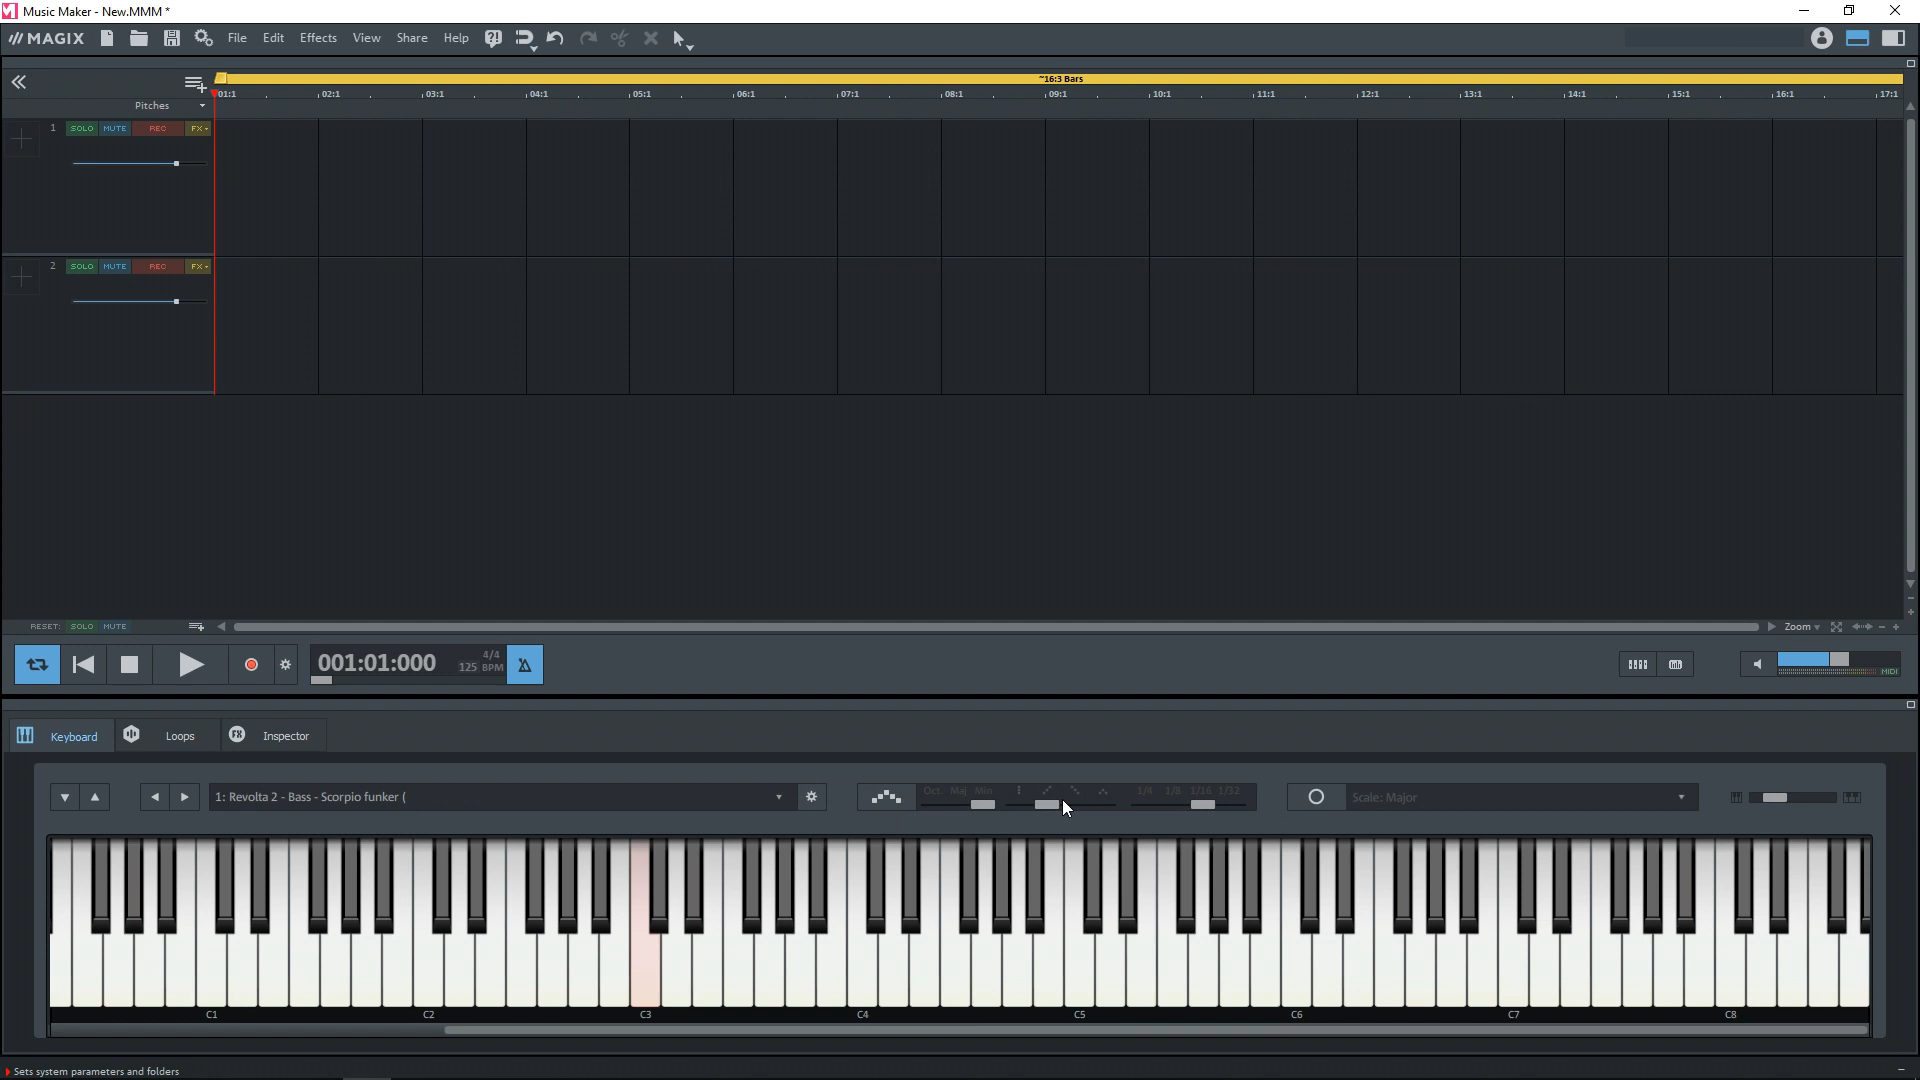 Music Maker - New.MMM *
MAGIX File Edit Effects View Share Help
~16:3 Bars
01:1 02:1 03:1 04:1 05:1 06:1 07:1 08:1 09:1 10:1 11:1 12:1 13:1 14:1 15:1 16:1 17:1
Pitches
1 SOLO MUTE REC FX
2 SOLO MUTE REC FX
RESET: SOLO MUTE Zoom
001:01:000 4/4
125 BPM
MIDI
Keyboard Loops Inspector
Oct. Maj Min 1/4 1/8 1/16 1/32
1: Revolta 2 - Bass - Scorpio funker ( Scale: Major
C1 C2 C3 C4 C5 C6 C7 C8
Sets system parameters and folders